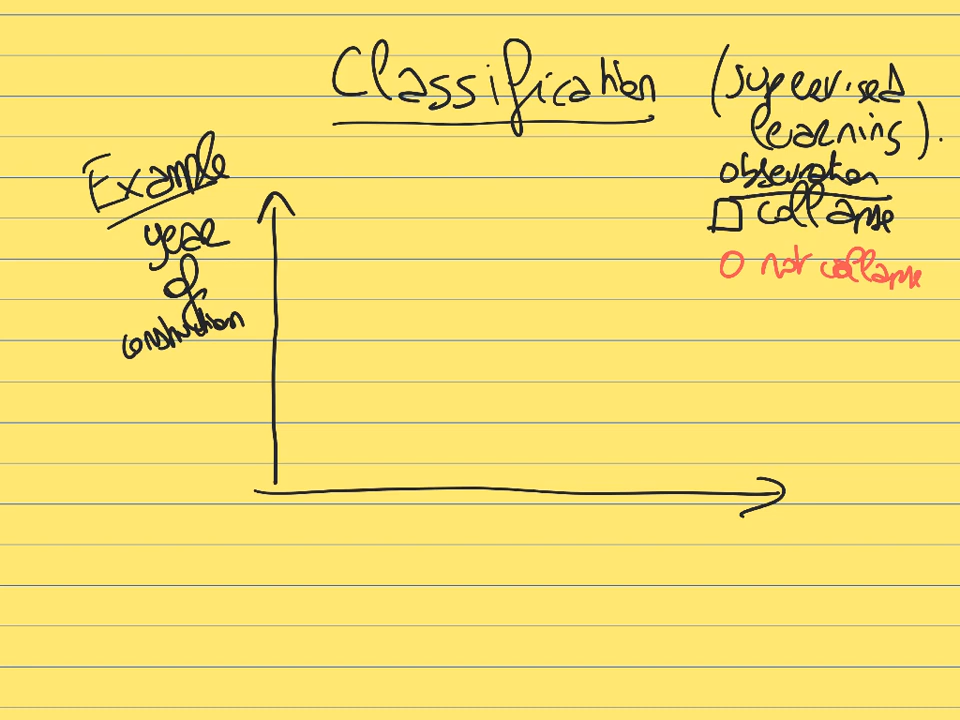 Classification
(supervised
learning).
Example
observation
□ collapse
year
of
construction
O not collapse